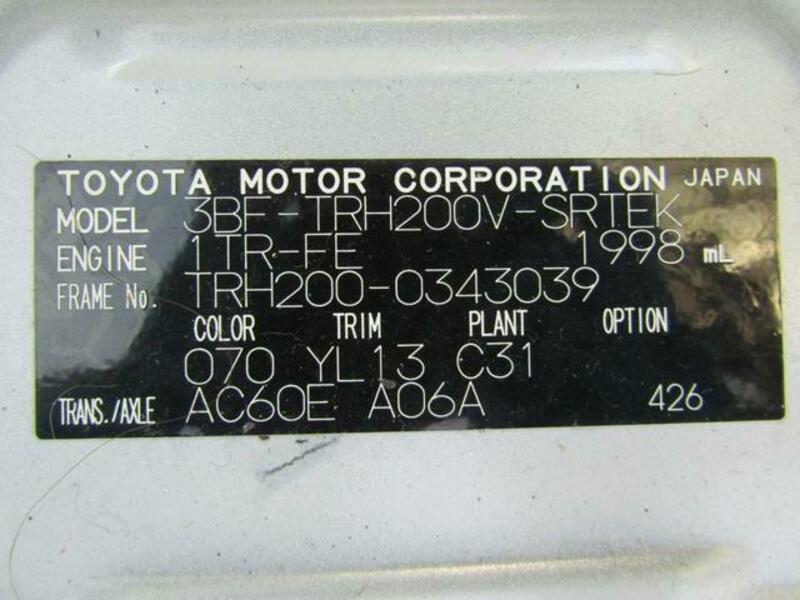 TOYOTA MOTOR CORPORATION JAPAN
MODEL 3BF-TRH200V-SRTEK
ENGINE 1TR-FE 1998 mL
FRAME No. TRH200-0343039
COLOR TRIM PLANT OPTION
070 YL13 C31
TRANS./AXLE AC60E A06A 426